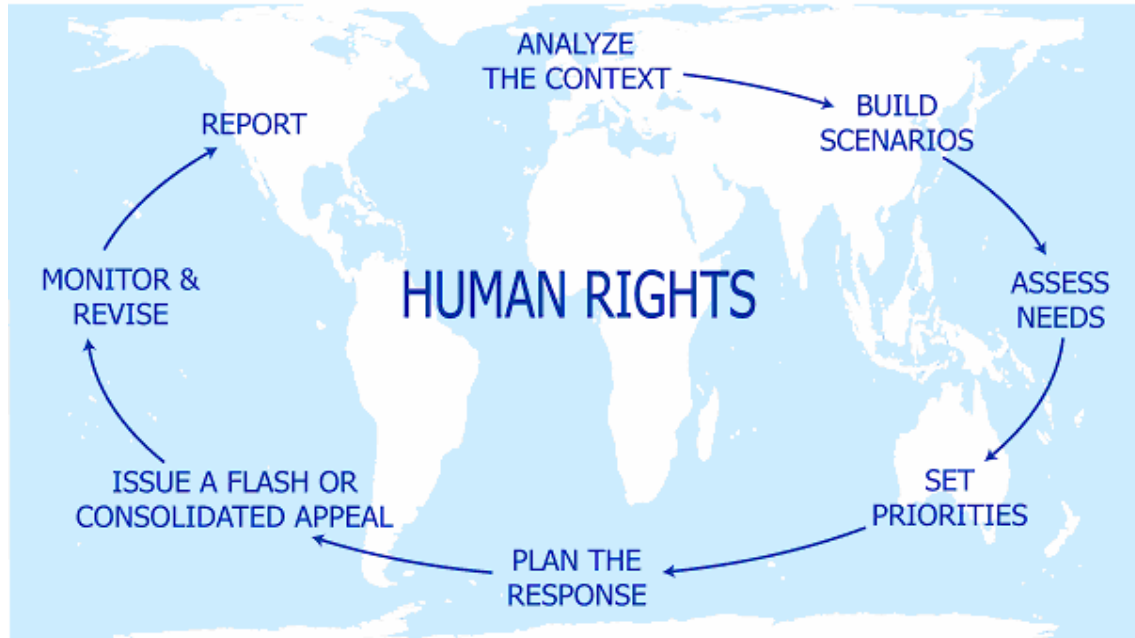 ANALYZE
THE CONTEXT
BUILD
SCENARIOS
ASSESS
NEEDS
SET
PRIORITIES
PLAN THE
RESPONSE
ISSUE A FLASH OR
CONSOLIDATED APPEAL
MONITOR &
REVISE
REPORT
HUMAN RIGHTS